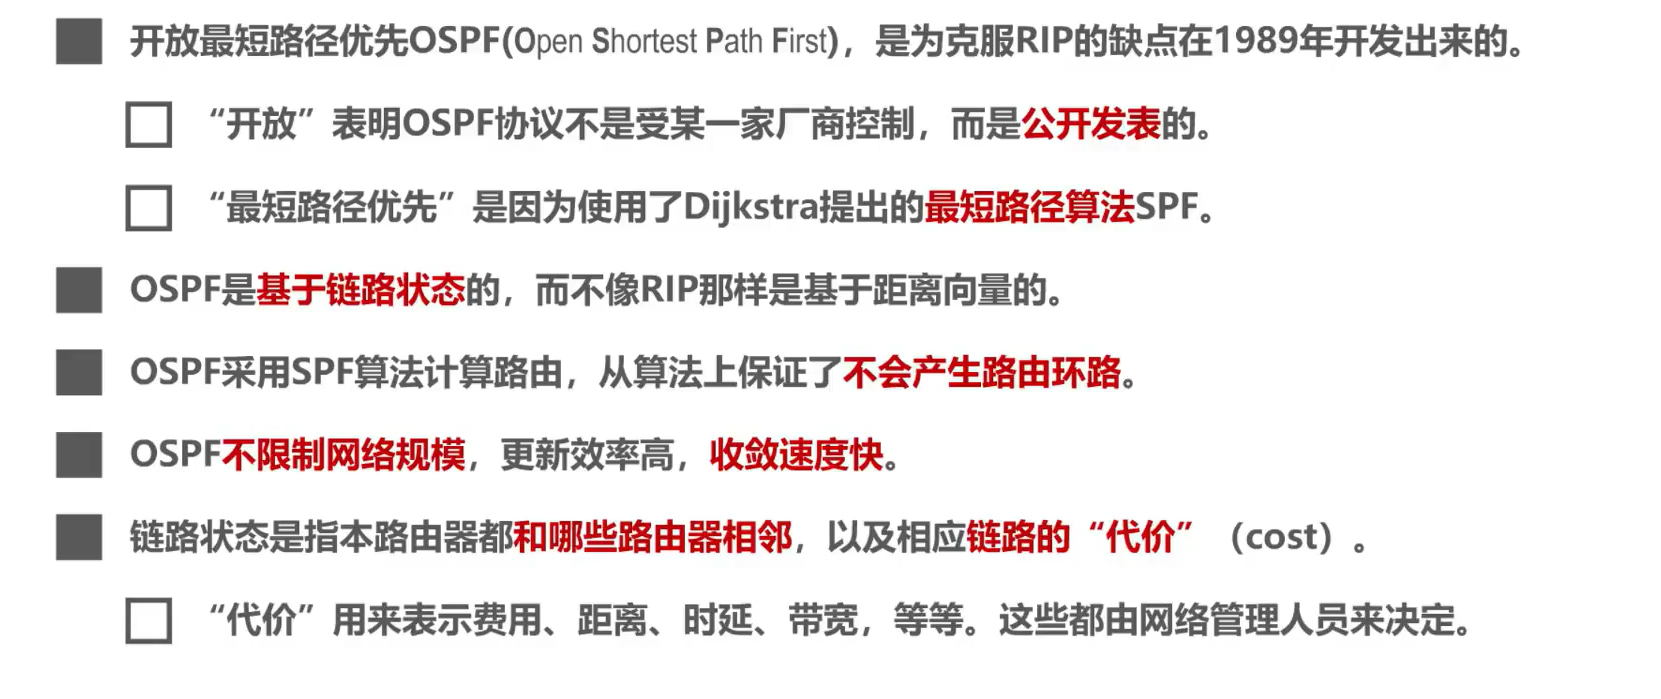 开放最短路径优先OSPF(Open Shortest Path First)，是为克服RIP的缺点在1989年开发出来的。
“开放”表明OSPF协议不是受某一家厂商控制，而是公开发表的。
“最短路径优先”是因为使用了Dijkstra提出的最短路径算法SPF。
OSPF是基于链路状态的，而不像RIP那样是基于距离向量的。
OSPF采用SPF算法计算路由，从算法上保证了不会产生路由环路。
OSPF不限制网络规模，更新效率高，收敛速度快。
链路状态是指本路由器都和哪些路由器相邻，以及相应链路的“代价”（cost）。
“代价”用来表示费用、距离、时延、带宽，等等。这些都由网络管理人员来决定。